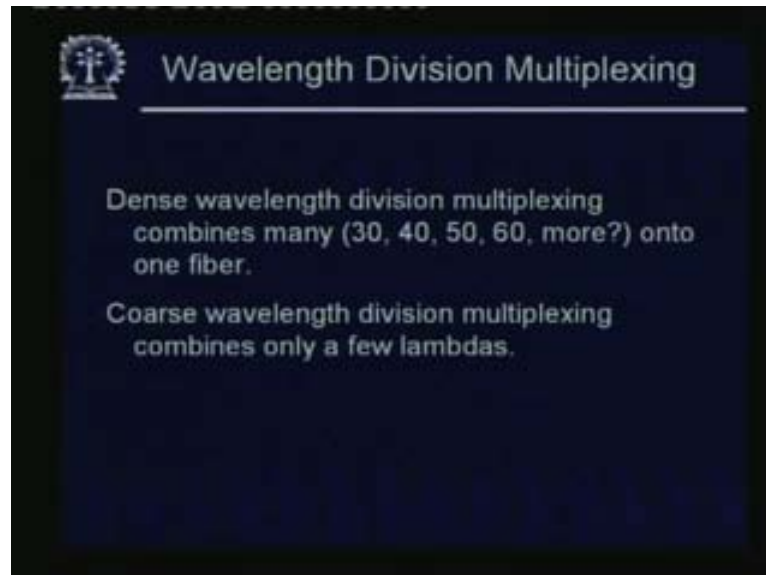 Wavelength Division Multiplexing
Dense wavelength division multiplexing
combines many (30, 40, 50, 60, more?) onto
one fiber.
Coarse wavelength division multiplexing
combines only a few lambdas.